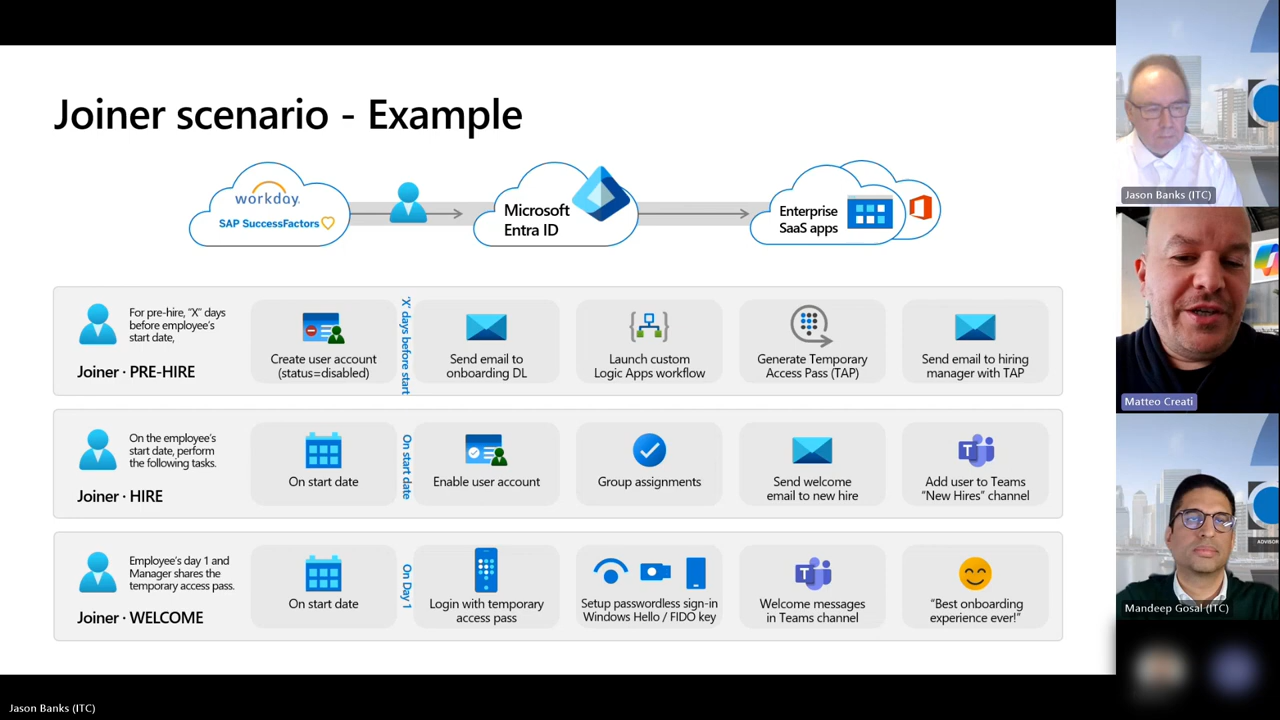 Joiner scenario - Example
workday.
SAP SuccessFactors
Microsoft
Entra ID
Enterprise
SaaS apps
For pre-hire, "X" days
before employee's
start date,
Joiner · PRE-HIRE
Create user account
(status=disabled)
'X' days before start
Send email to
onboarding DL
Launch custom
Logic Apps workflow
Generate Temporary
Access Pass (TAP)
Send email to hiring
manager with TAP
On the employee's
start date, perform
the following tasks.
Joiner · HIRE
On start date
On start date
Enable user account
Group assignments
Send welcome
email to new hire
Add user to Teams
"New Hires" channel
Employee's day 1 and
Manager shares the
temporary access pass.
Joiner · WELCOME
On start date
On Day 1
Login with temporary
access pass
Setup passwordless sign-in
Windows Hello / FIDO key
Welcome messages
in Teams channel
"Best onboarding
experience ever!"
Jason Banks (ITC)
Matteo Creati
ADVISOR
Mandeep Gosal (ITC)
Jason Banks (ITC)